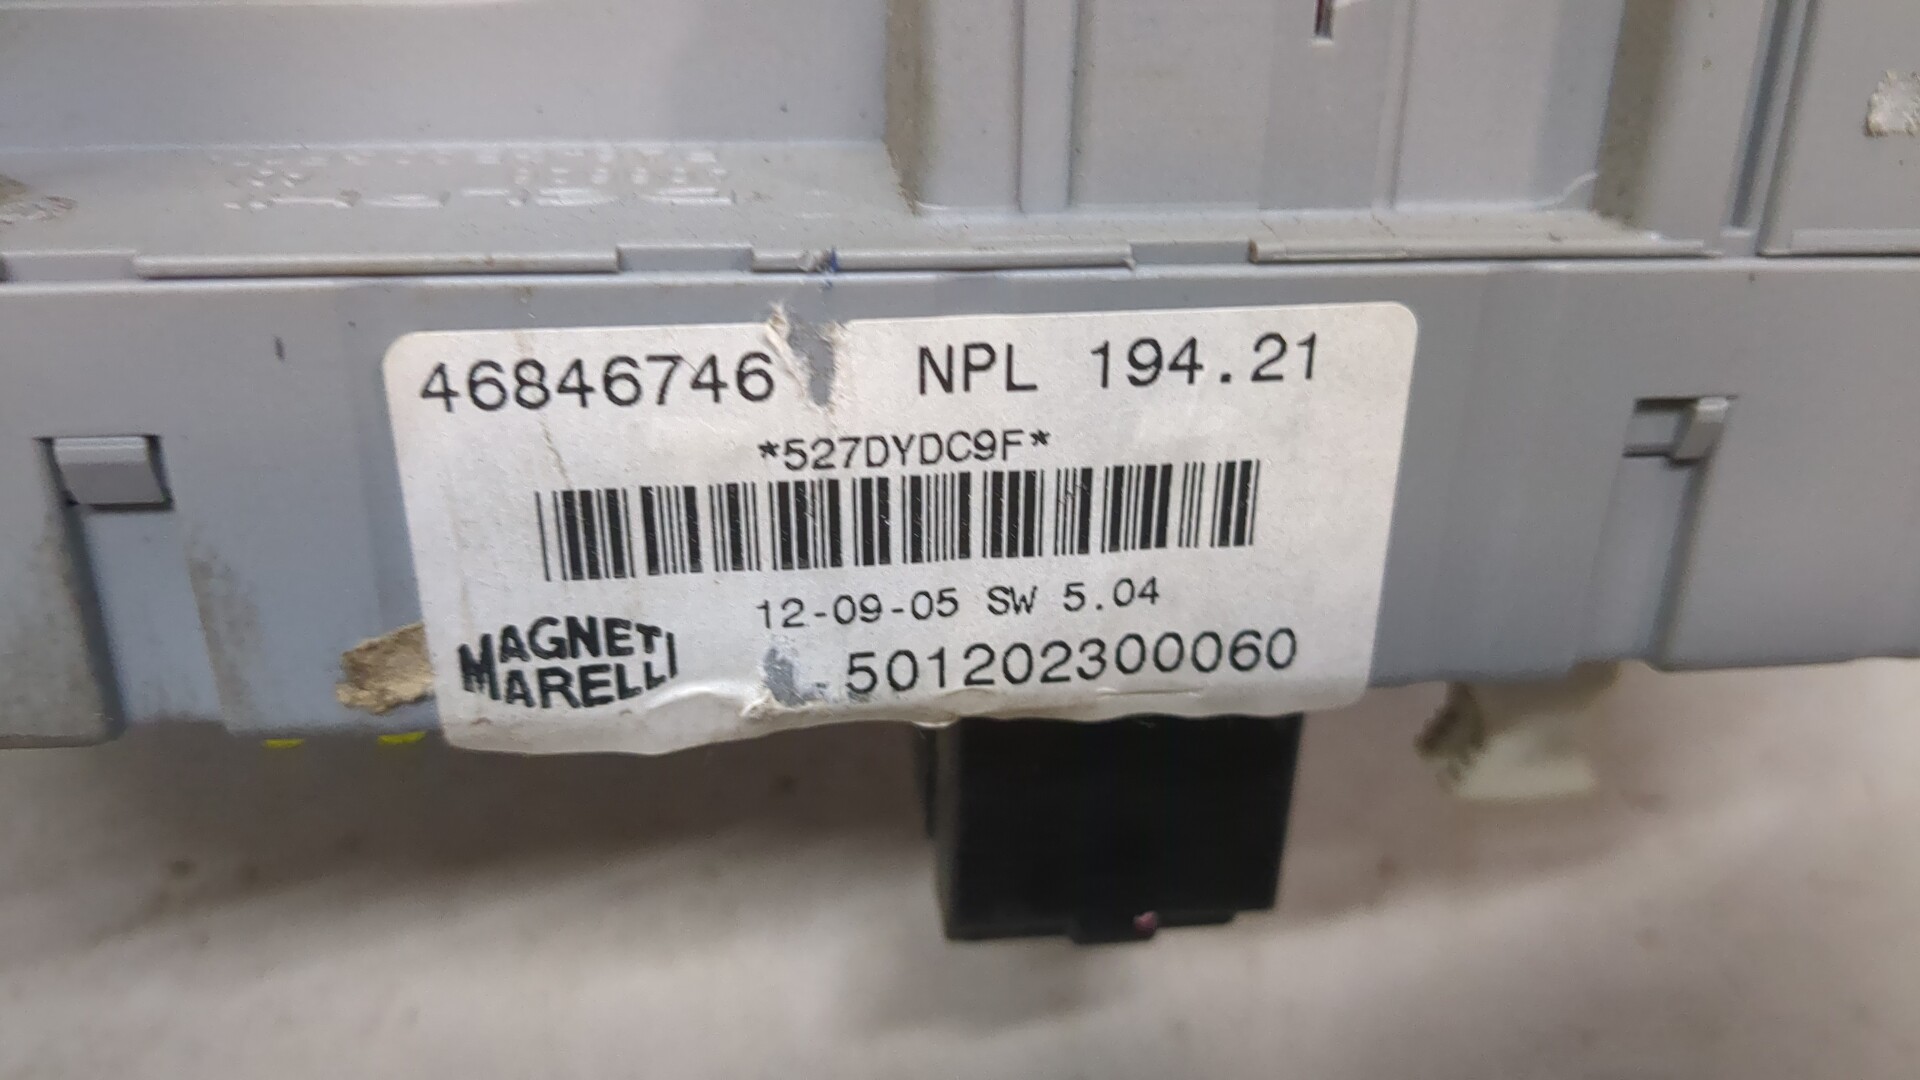 46846746 NPL 194.21
*527DYDC9F*
12-09-05 SW 5.04
MAGNETI
MARELLI
501202300060